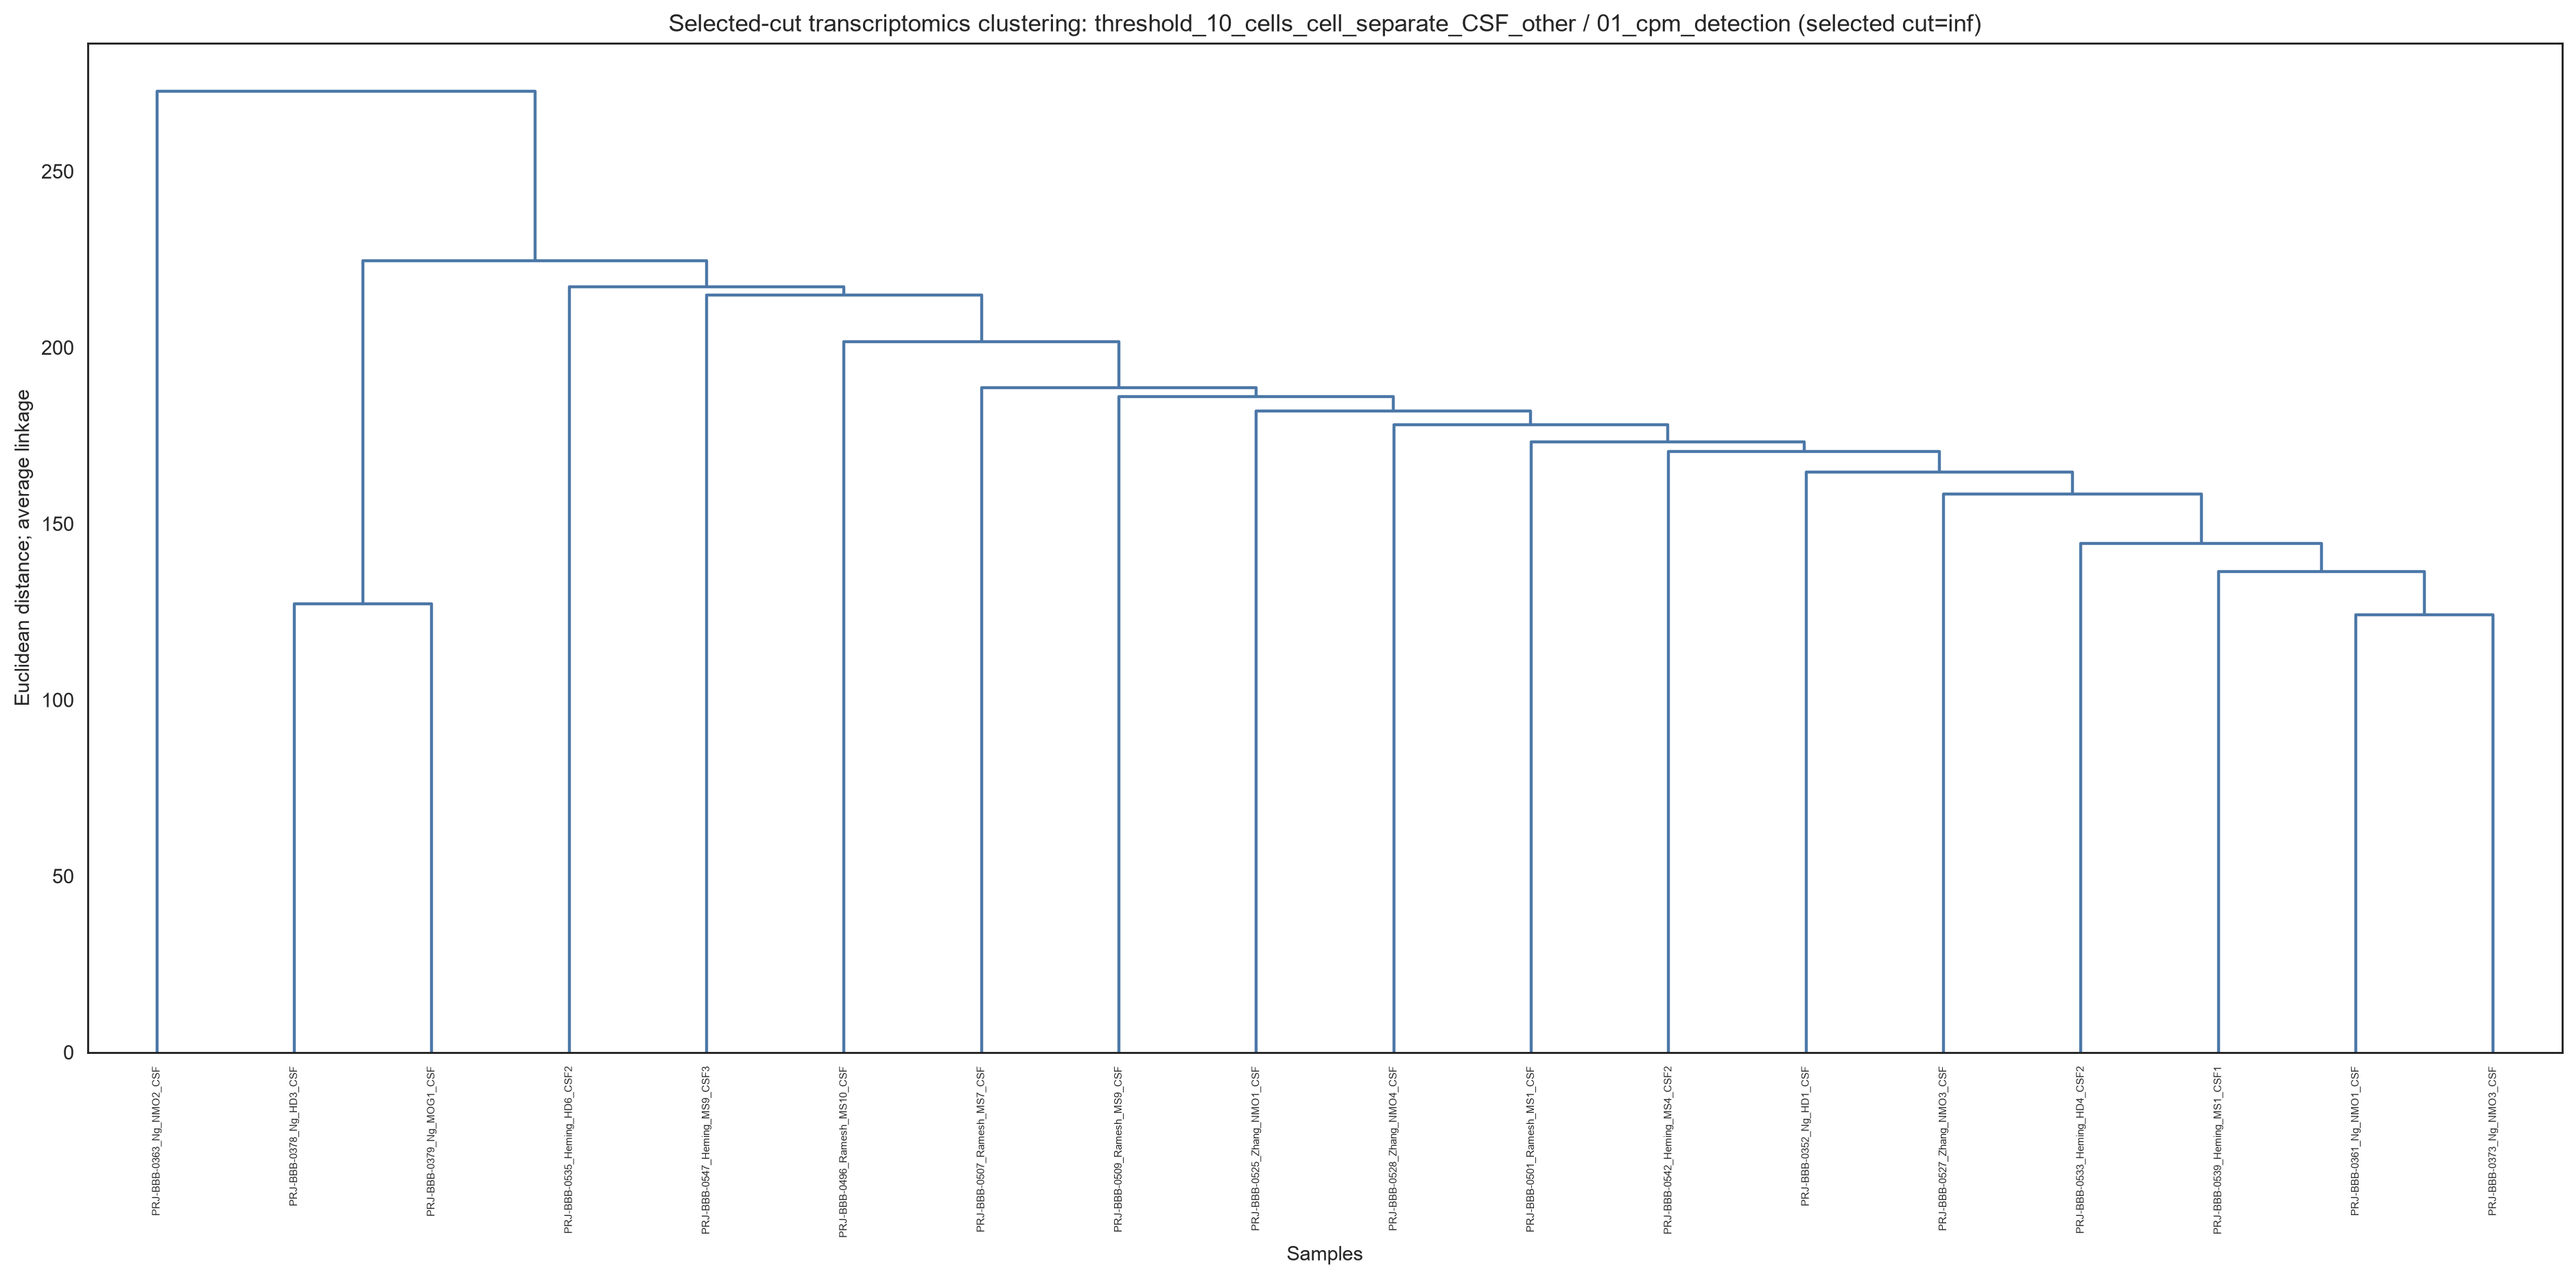 Selected-cut transcriptomics clustering: threshold_10_cells_cell_separate_CSF_other / 01_cpm_detection (selected cut=inf)
Euclidean distance; average linkage
250
200
150
100
50
0
PRJ-BBB-0363_Ng_NMO2_CSF
PRJ-BBB-0378_Ng_HD3_CSF
PRJ-BBB-0379_Ng_MOG1_CSF
PRJ-BBB-0535_Heming_HD6_CSF2
PRJ-BBB-0547_Heming_MS9_CSF3
PRJ-BBB-0496_Ramesh_MS10_CSF
PRJ-BBB-0507_Ramesh_MS7_CSF
PRJ-BBB-0509_Ramesh_MS9_CSF
PRJ-BBB-0525_Zhang_NMO1_CSF
PRJ-BBB-0528_Zhang_NMO4_CSF
PRJ-BBB-0501_Ramesh_MS1_CSF
PRJ-BBB-0542_Heming_MS4_CSF2
PRJ-BBB-0352_Ng_HD1_CSF
PRJ-BBB-0527_Zhang_NMO3_CSF
PRJ-BBB-0533_Heming_HD4_CSF2
PRJ-BBB-0539_Heming_MS1_CSF1
PRJ-BBB-0361_Ng_NMO1_CSF
PRJ-BBB-0373_Ng_NMO3_CSF
Samples